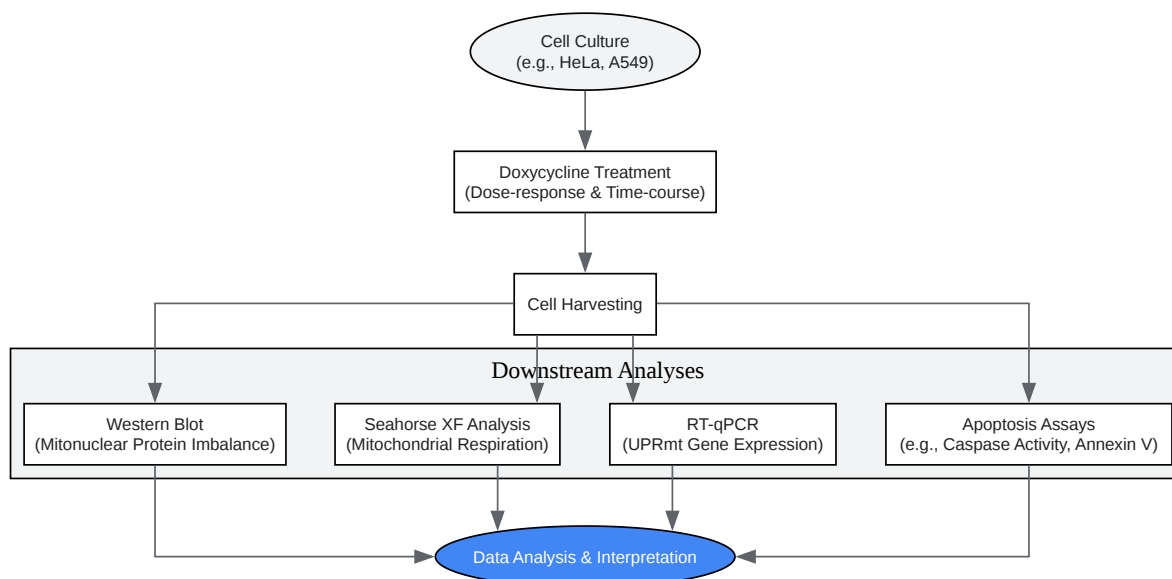 Cell Culture
(e.g., HeLa, A549)
Doxycycline Treatment
(Dose-response & Time-course)
Cell Harvesting
Downstream Analyses
Western Blot
(Mitonuclear Protein Imbalance)
Seahorse XF Analysis
(Mitochondrial Respiration)
RT-qPCR
(UPRmt Gene Expression)
Apoptosis Assays
(e.g., Caspase Activity, Annexin V)
Data Analysis & Interpretation